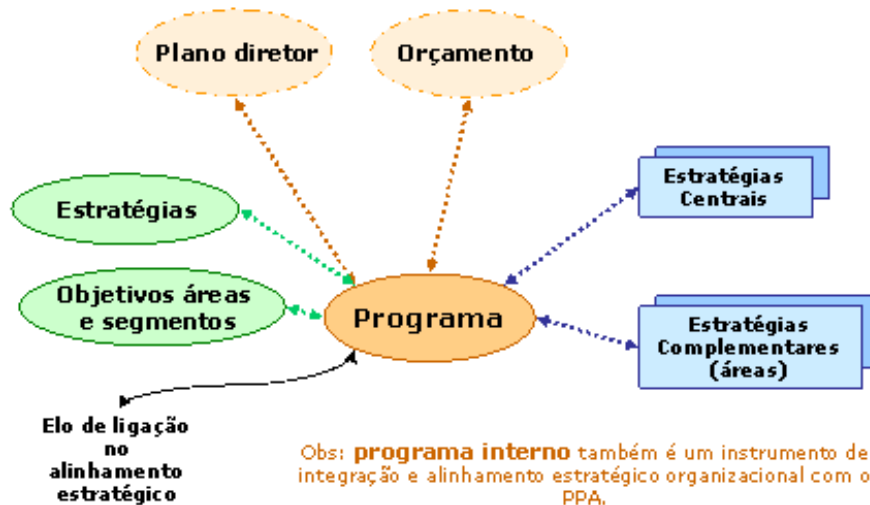 Plano diretor
Orçamento
Estratégias
Centrais
Estratégias
Objetivos áreas
e segmentos
Programa
Estratégias
Complementares
(áreas)
Elo de ligação
no
alinhamento
estratégico
Obs: programa interno também é um instrumento de
integração e alinhamento estratégico organizacional com o
PPA.